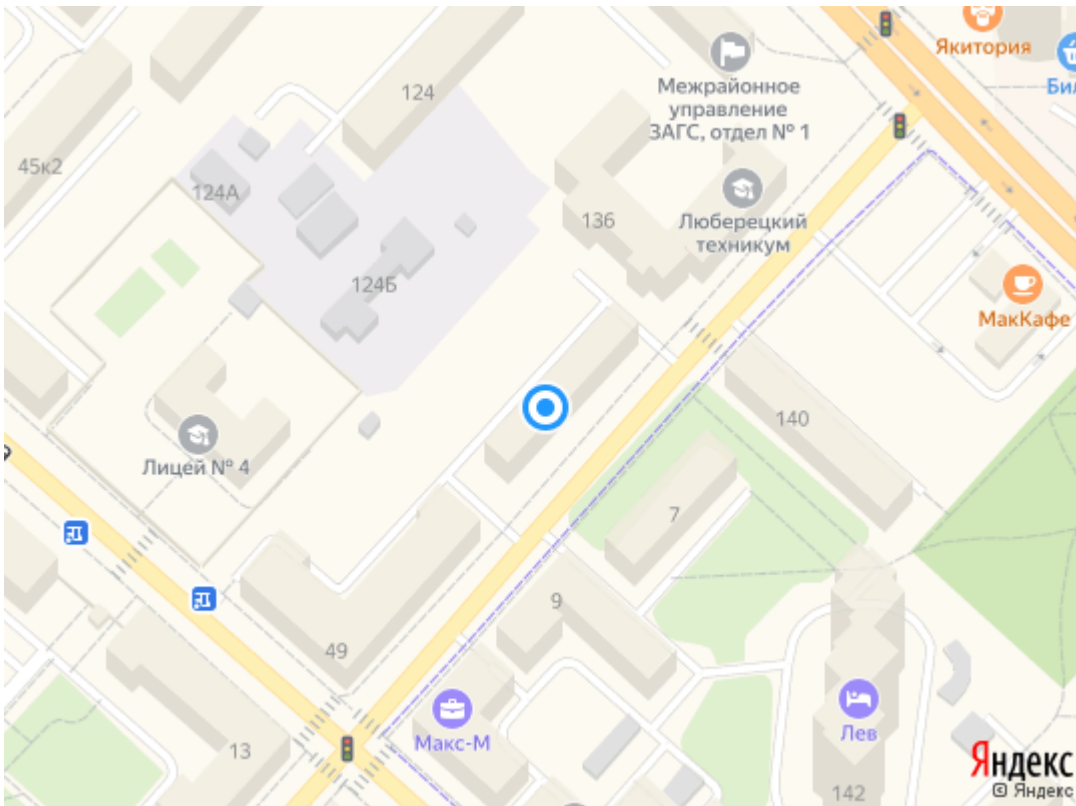 Якитория
124
Межрайонное
управление
ЗАГС, отдел № 1
Бил
45к2
124А
136
Люберецкий
техникум
124Б
МакКафе
140
Лицей № 4
7
9
49
Макс-М
Лев
13
142
Яндекс
© Яндекс